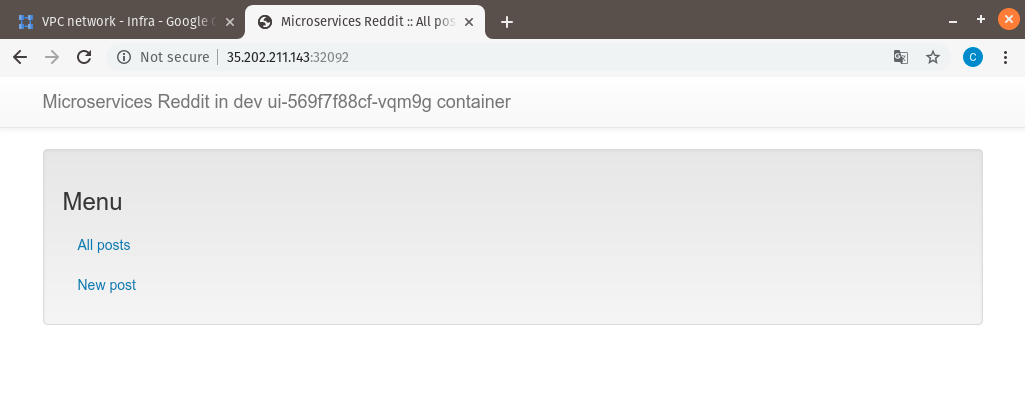 VPC network - Infra - Google C
Microservices Reddit :: All pos
Not secure 35.202.211.143:32092
C
Microservices Reddit in dev ui-569f7f88cf-vqm9g container
Menu
All posts
New post